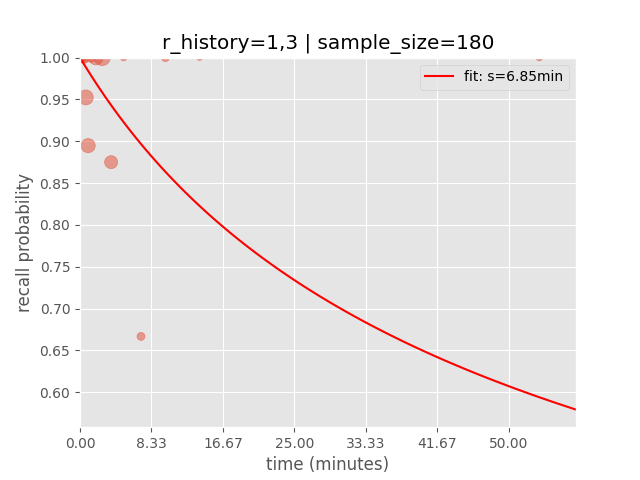 r_history=1,3 | sample_size=180
fit: s=6.85min
recall probability
1.00
0.95
0.90
0.85
0.80
0.75
0.70
0.65
0.60
0.00 8.33 16.67 25.00 33.33 41.67 50.00
time (minutes)